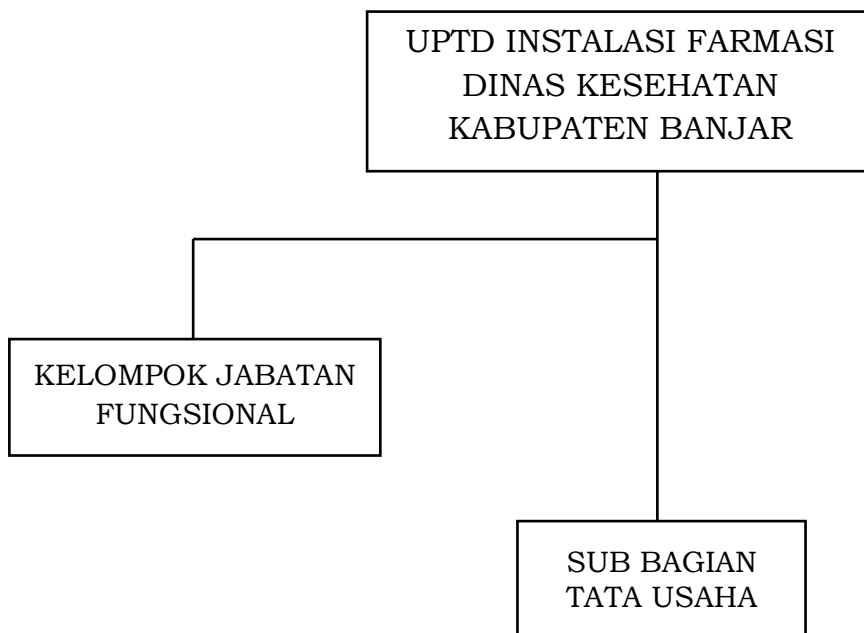 UPTD INSTALASI FARMASI
DINAS KESEHATAN
KABUPATEN BANJAR
KELOMPOK JABATAN
FUNGSIONAL
SUB BAGIAN
TATA USAHA